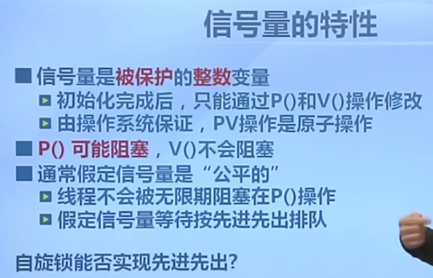 信号量的特性
信号量是被保护的整数变量
初始化完成后，只能通过P()和V()操作修改
由操作系统保证，PV操作是原子操作
P() 可能阻塞，V()不会阻塞
通常假定信号量是“公平的”
线程不会被无限期阻塞在P()操作
假定信号量等待按先进先出排队
自旋锁能否实现先进先出?